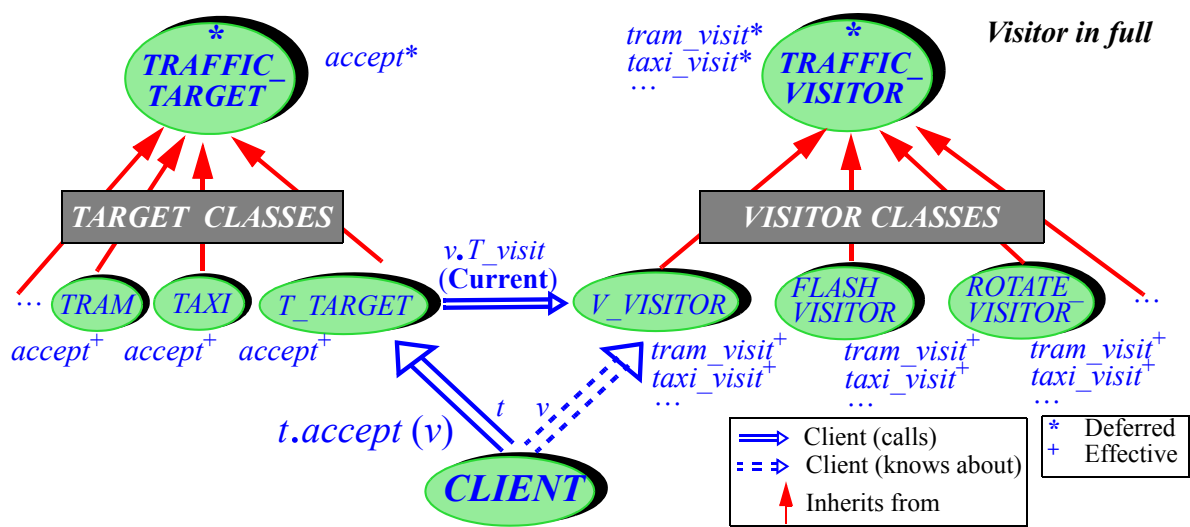 Visitor in full
*
TRAFFIC_
TARGET
accept*
tram_visit*
taxi_visit*
…
*
TRAFFIC_
VISITOR
TARGET CLASSES
VISITOR CLASSES
v.T_visit
(Current)
…
TRAM
TAXI
T_TARGET
V_VISITOR
FLASH_
VISITOR
ROTATE_
VISITOR
…
accept+
accept+
accept+
tram_visit+
taxi_visit+
…
tram_visit+
taxi_visit+
…
tram_visit+
taxi_visit+
…
t
v
t.accept (v)
CLIENT
Client (calls)
Client (knows about)
Inherits from
* Deferred
+ Effective